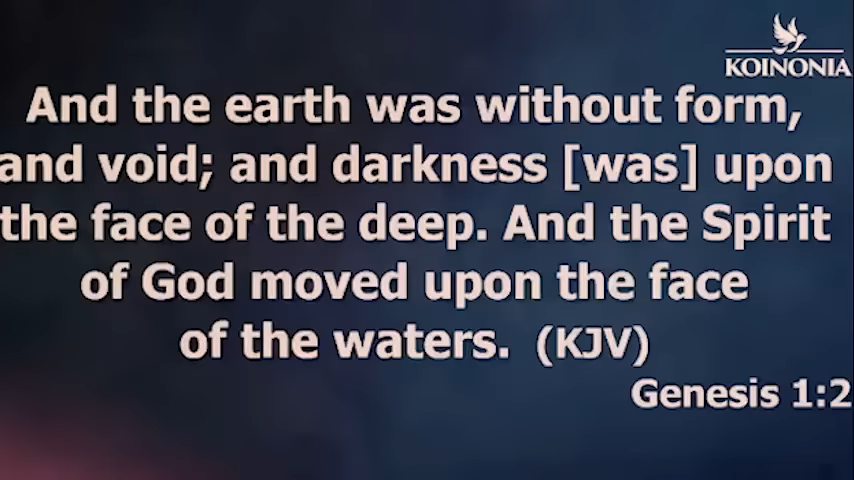 KOINONIA
And the earth was without form,
and void; and darkness [was] upon
the face of the deep. And the Spirit
of God moved upon the face
of the waters. (KJV)
Genesis 1:2